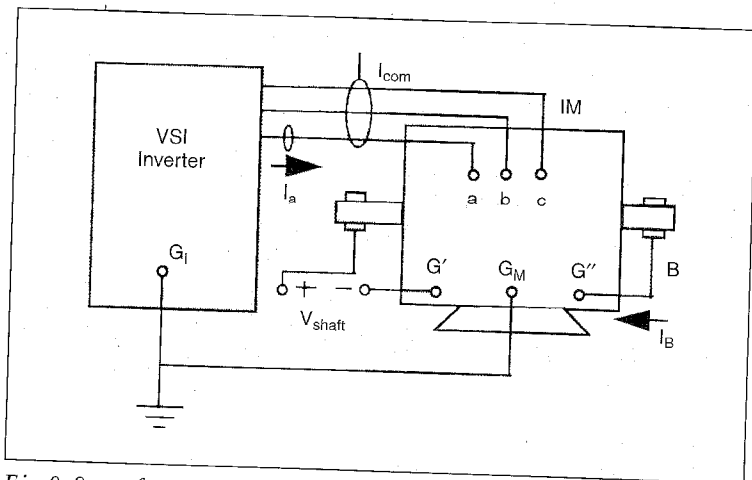 I_com
IM
VSI
Inverter
I_a
a b c
G_I
G′ G_M G″ B
+ −
V_shaft
I_B